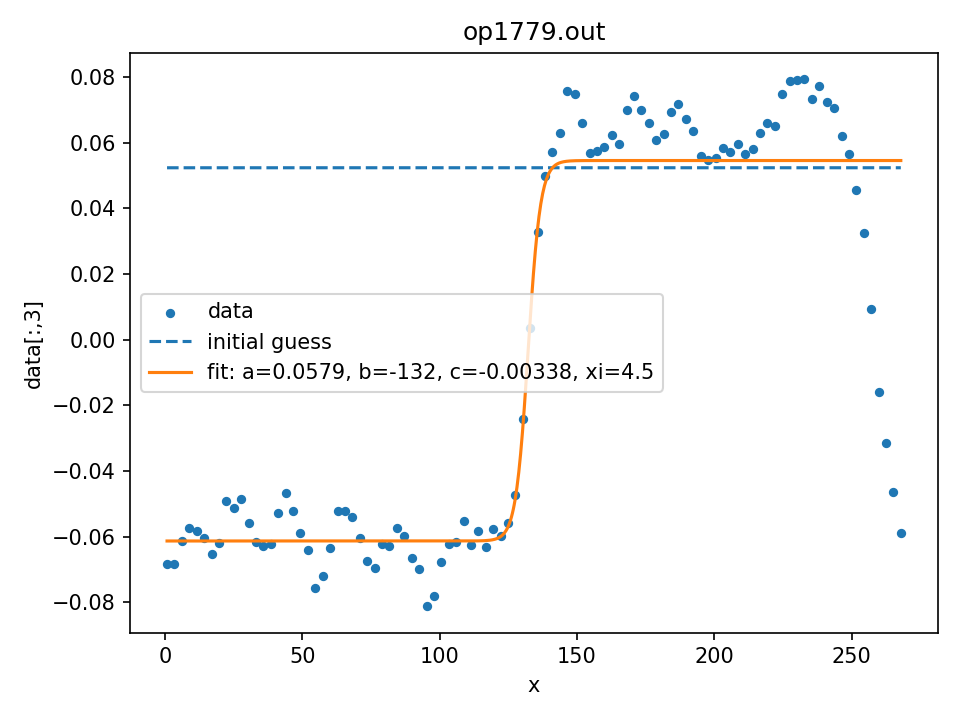 op1779.out
0.08
0.06
0.04
0.02
0.00
−0.02
−0.04
−0.06
−0.08
data[:,3]
data
initial guess
fit: a=0.0579, b=-132, c=-0.00338, xi=4.5
0 50 100 150 200 250
x